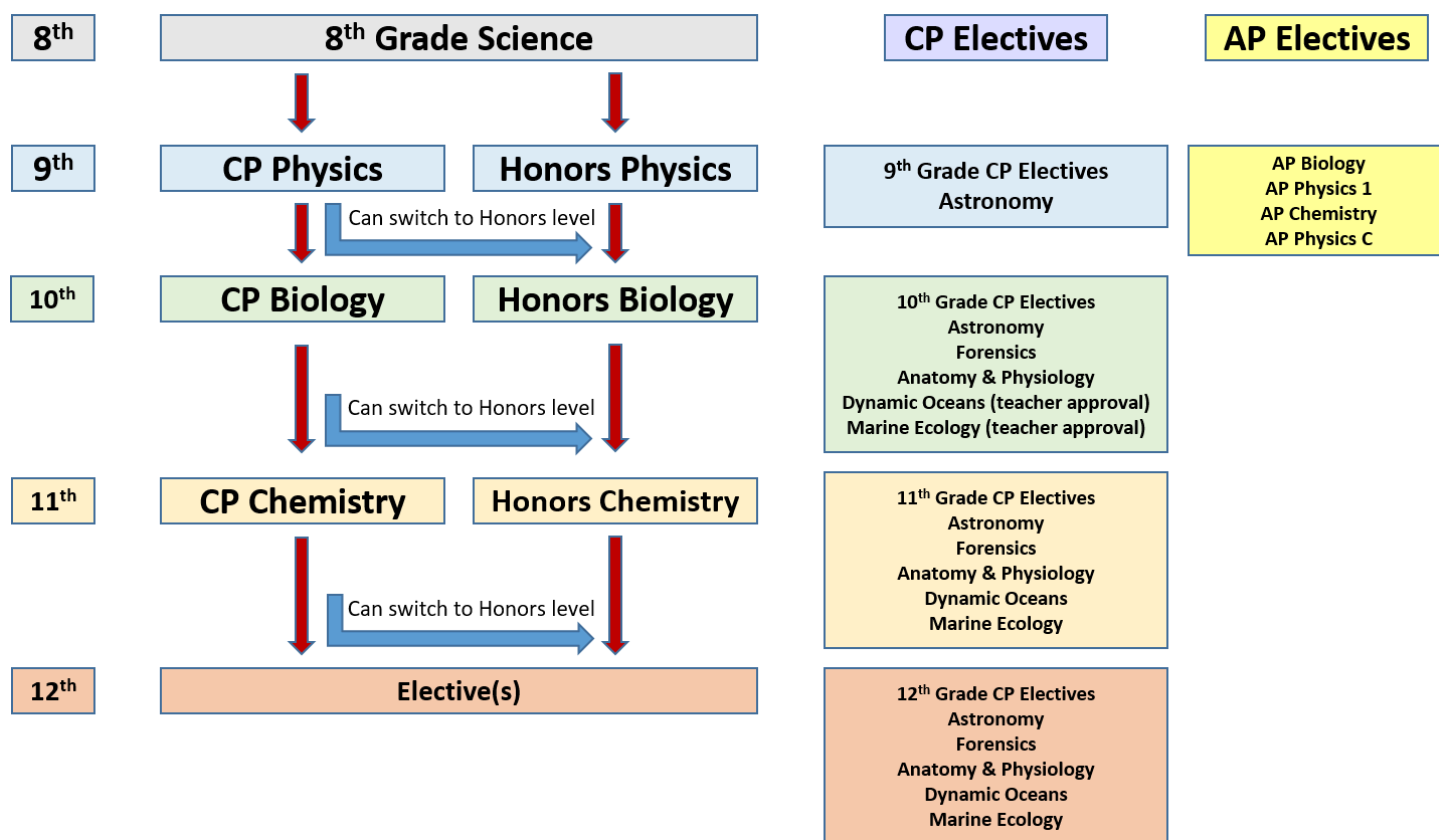 8th
8th Grade Science
CP Electives
AP Electives
9th
CP Physics
Honors Physics
9th Grade CP Electives
Astronomy
AP Biology
AP Physics 1
AP Chemistry
AP Physics C
Can switch to Honors level
10th
CP Biology
Honors Biology
10th Grade CP Electives
Astronomy
Forensics
Anatomy & Physiology
Dynamic Oceans (teacher approval)
Marine Ecology (teacher approval)
Can switch to Honors level
11th
CP Chemistry
Honors Chemistry
11th Grade CP Electives
Astronomy
Forensics
Anatomy & Physiology
Dynamic Oceans
Marine Ecology
Can switch to Honors level
12th
Elective(s)
12th Grade CP Electives
Astronomy
Forensics
Anatomy & Physiology
Dynamic Oceans
Marine Ecology